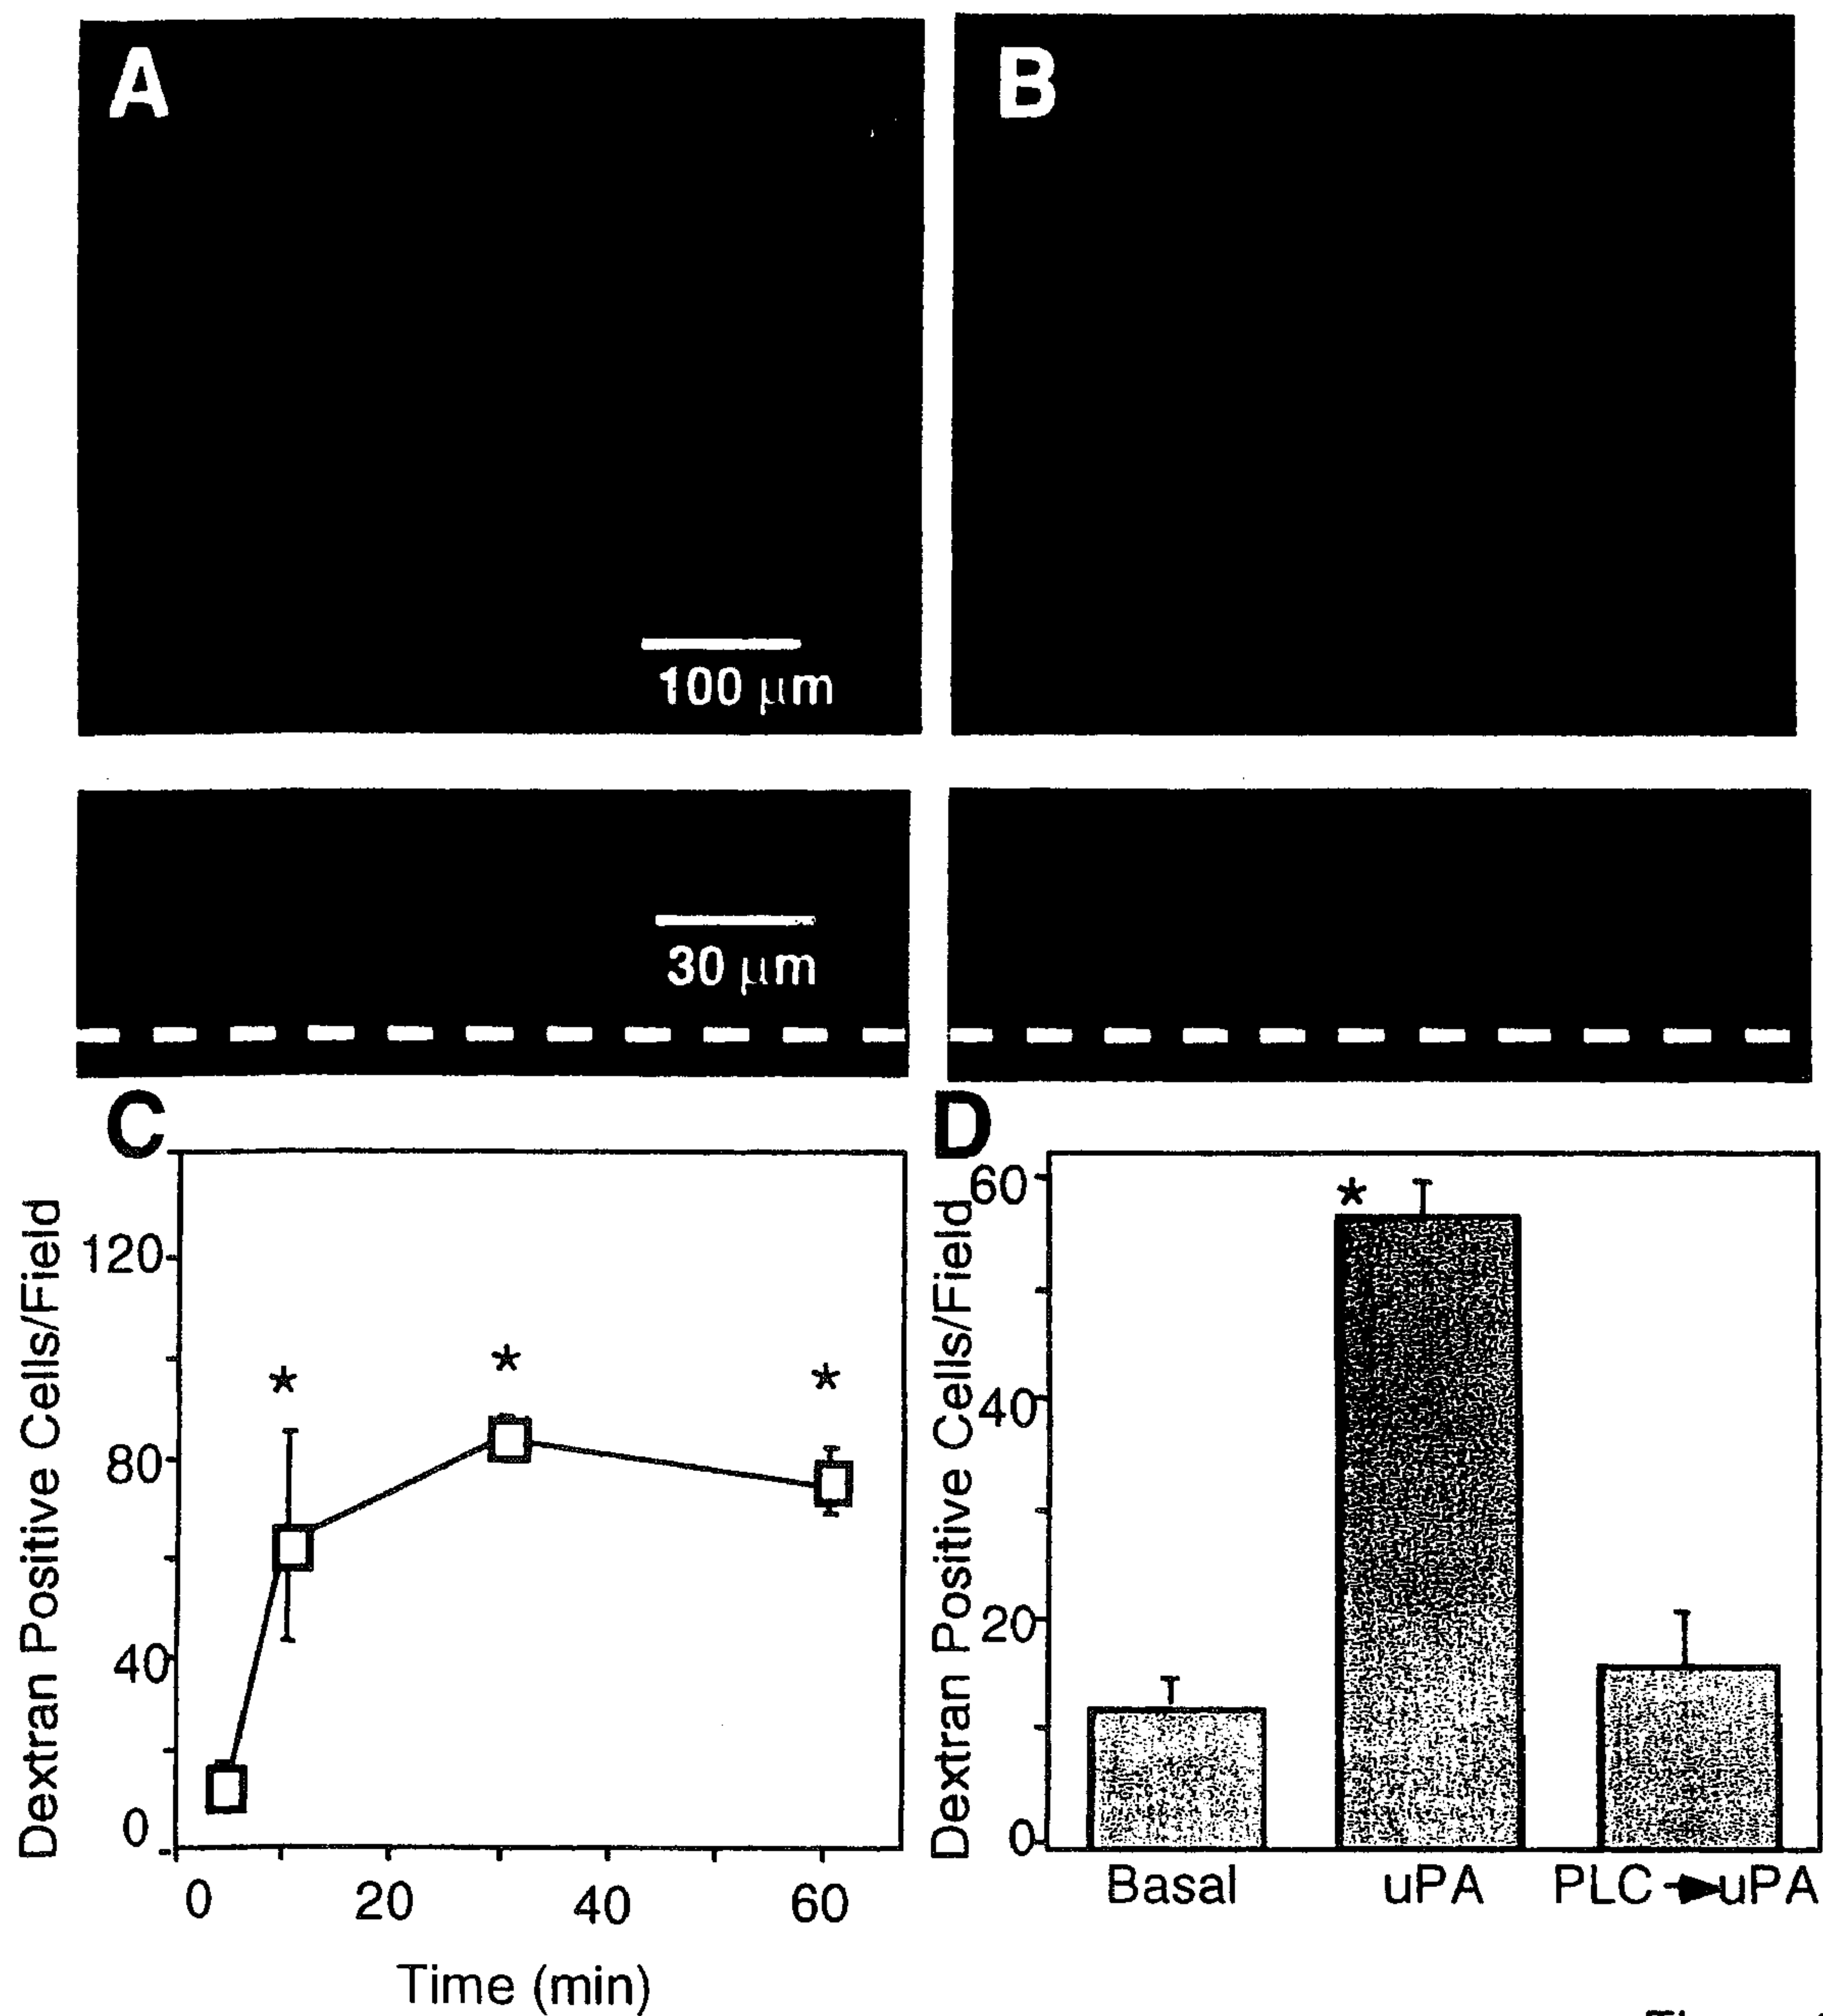 A
B
100 µm
30 µm
C
D
Dextran Positive Cells/Field
120
80
40
0
0 20 40 60
Time (min)
Dextran Positive Cells/Field
60
40
20
0
*
* * *
Basal uPA PLC → uPA